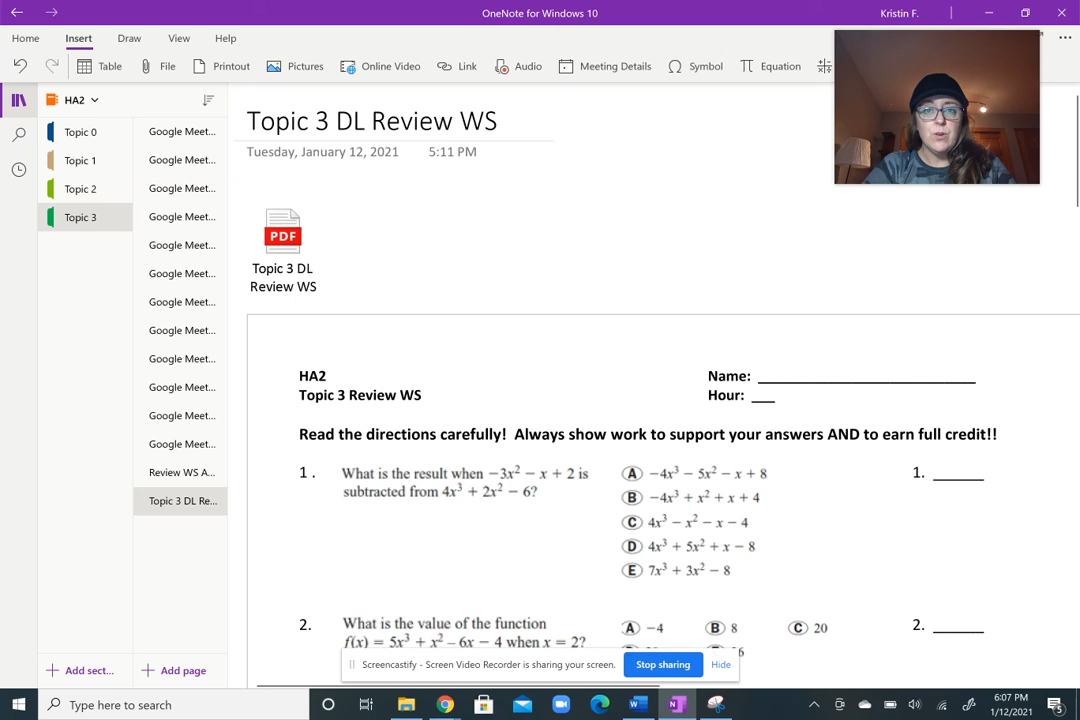 OneNote for Windows 10
Kristin F.
Home
Insert
Draw
View
Help
Table
File
Printout
Pictures
Online Video
Link
Audio
Meeting Details
Symbol
Equation
HA2
Topic 0
Topic 1
Topic 2
Topic 3
Google Meet...
Google Meet...
Google Meet...
Google Meet...
Google Meet...
Google Meet...
Google Meet...
Google Meet...
Google Meet...
Google Meet...
Google Meet...
Google Meet...
Review WS A...
Topic 3 DL Re...
Add sect...
Add page
Topic 3 DL Review WS
Tuesday, January 12, 2021 5:11 PM
PDF
Topic 3 DL
Review WS
HA2
Name: ____________________________
Topic 3 Review WS
Hour: ___
Read the directions carefully! Always show work to support your answers AND to earn full credit!!
1 . What is the result when −3x² − x + 2 is
subtracted from 4x³ + 2x² − 6?
A −4x³ − 5x² − x + 8
B −4x³ + x² + x + 4
C 4x³ − x² − x − 4
D 4x³ + 5x² + x − 8
E 7x³ + 3x² − 8
1. ______
2. What is the value of the function
f(x) = 5x³ + x² – 6x − 4 when x = 2?
A −4 B 8 C 20
2. ______
Screencastify - Screen Video Recorder is sharing your screen.
Stop sharing
Hide
Type here to search
6:07 PM
1/12/2021
5